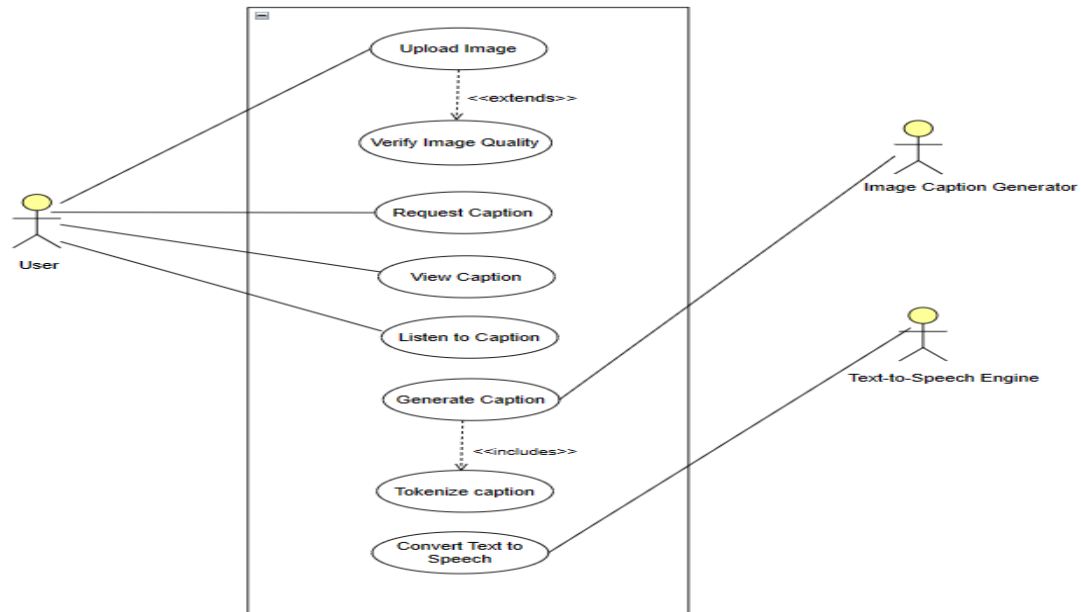 Upload Image
<<extends>>
Verify Image Quality
Image Caption Generator
Request Caption
User
View Caption
Listen to Caption
Text-to-Speech Engine
Generate Caption
<<includes>>
Tokenize caption
Convert Text to
Speech